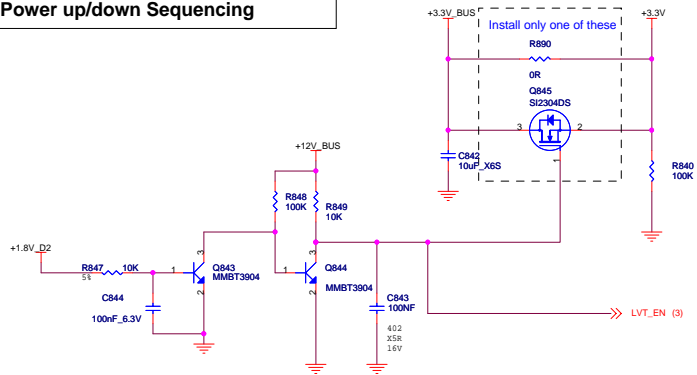 Power up/down Sequencing
+3.3V_BUS
Install only one of these
+3.3V
R890
0R
Q845
SI2304DS
3
2
1
C842
10uF_X6S
R840
100K
+12V_BUS
R848
100K
R849
10K
+1.8V_D2
R847
10K
5%
1
3
2
Q843
MMBT3904
1
3
2
Q844
MMBT3904
C844
100nF_6.3V
C843
100NF
402
X5R
16V
LVT_EN (3)